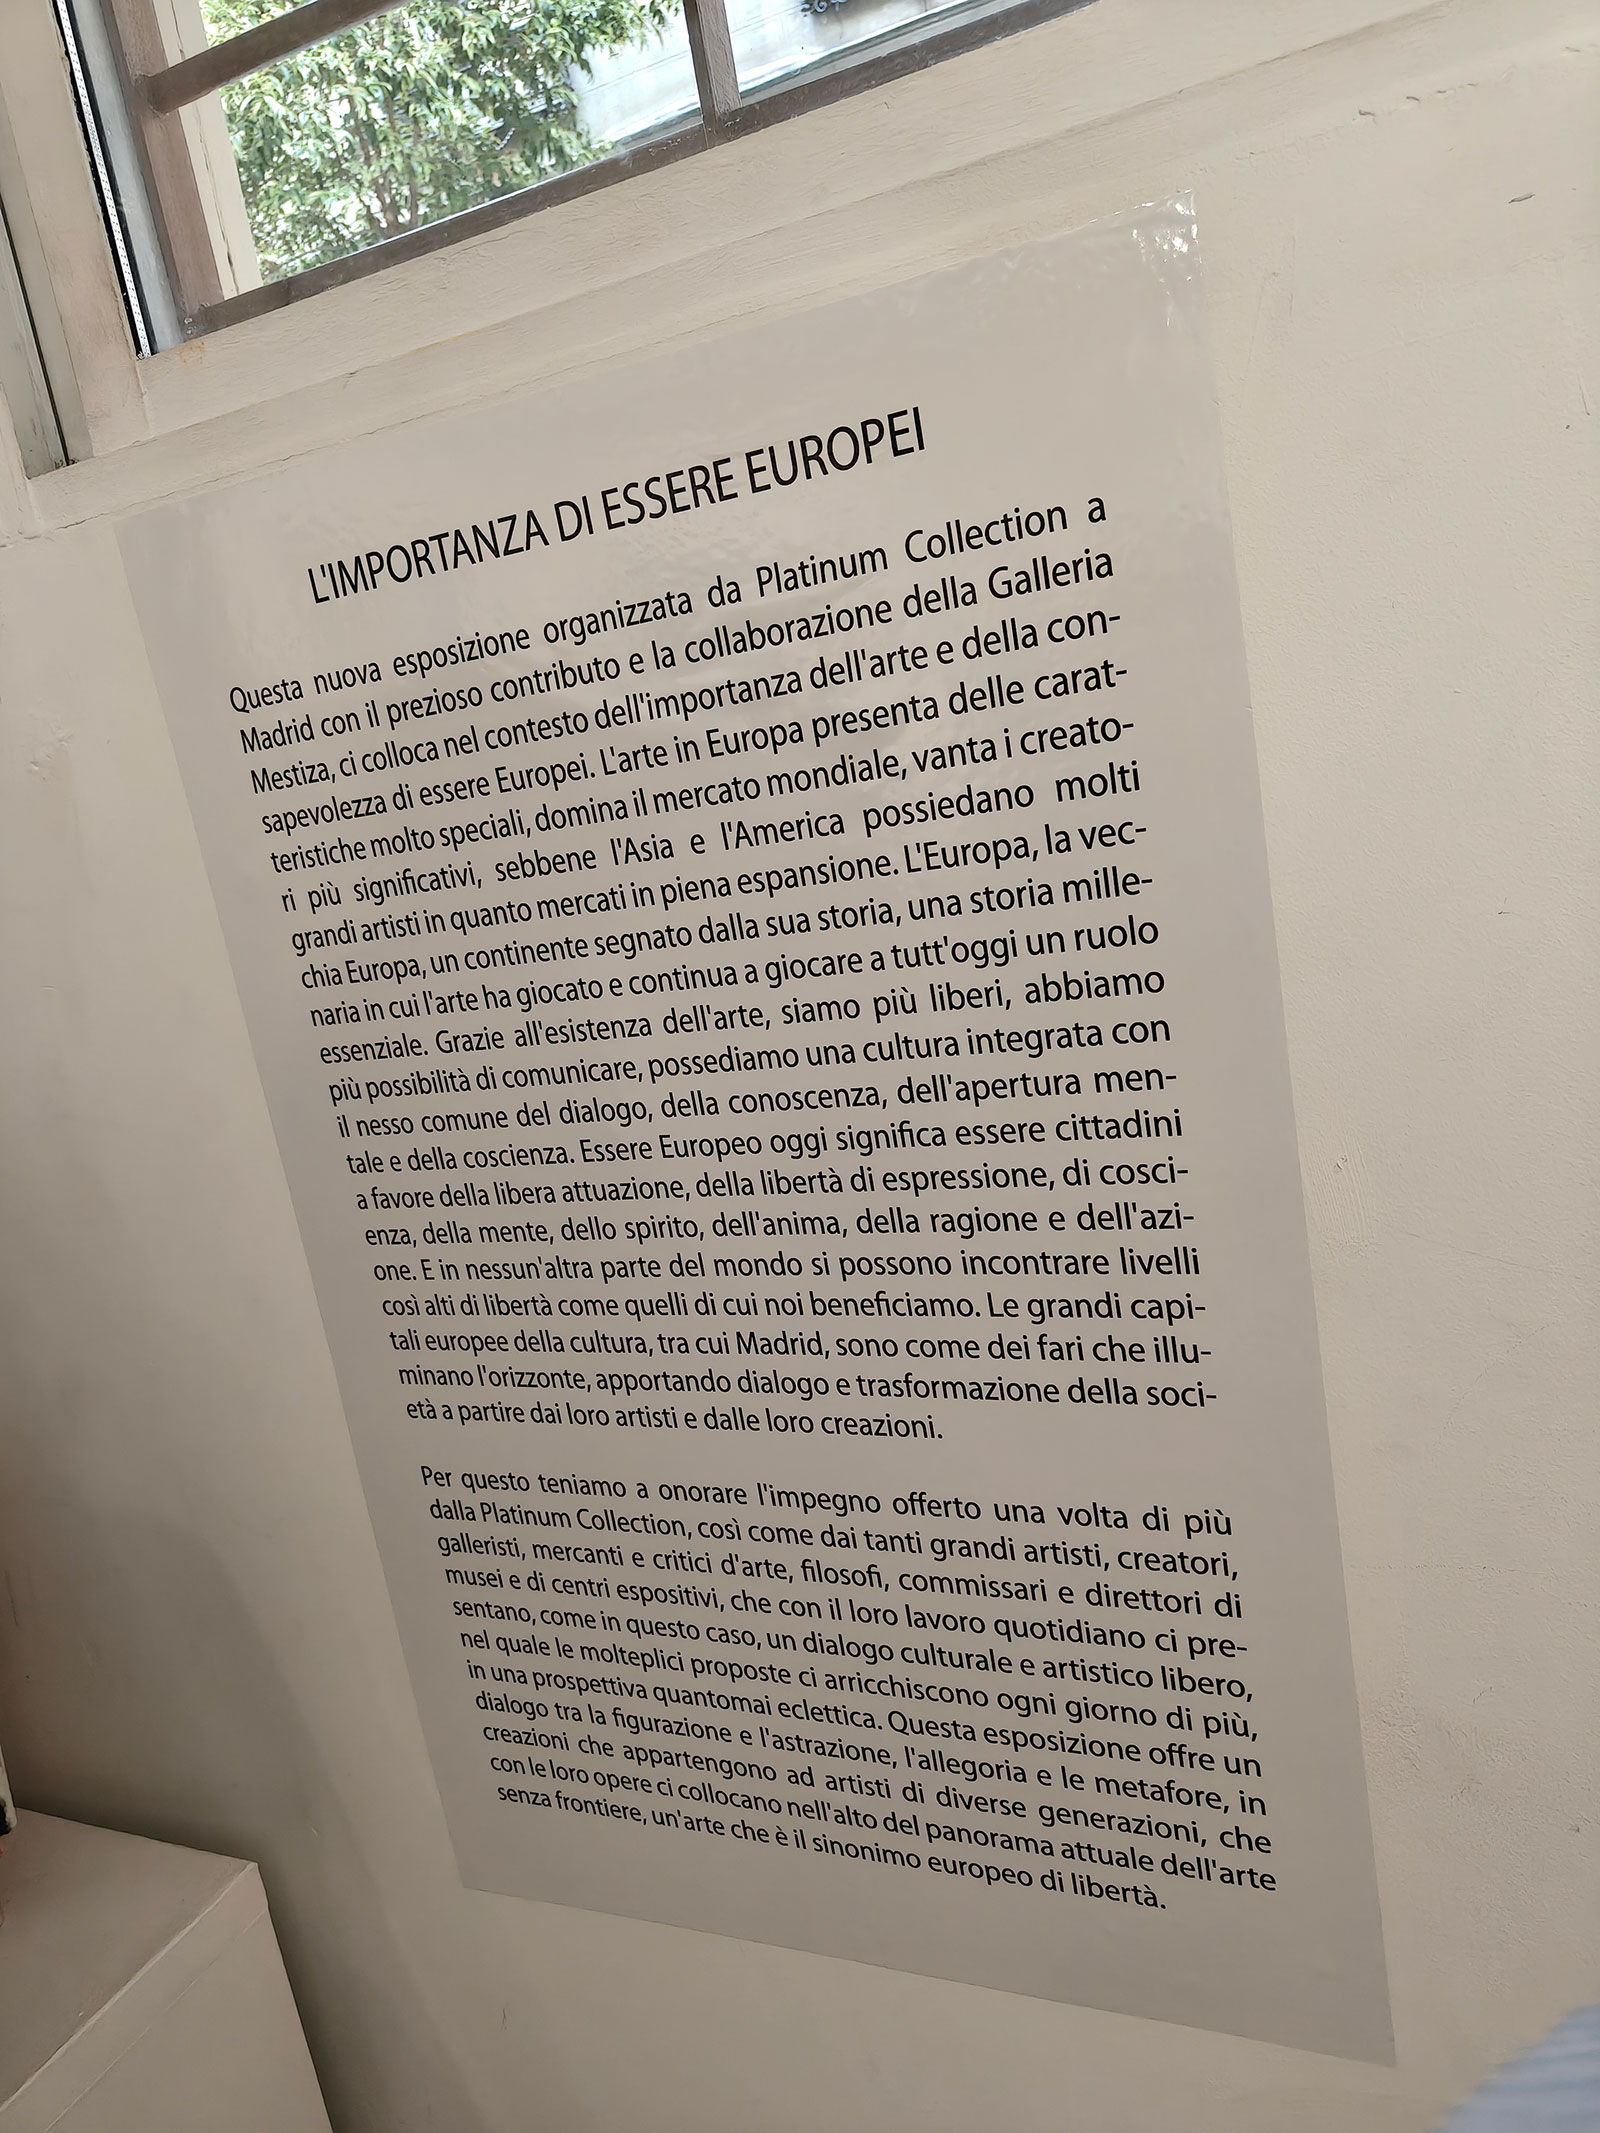 L'IMPORTANZA DI ESSERE EUROPEI
Questa nuova esposizione organizzata da Platinum Collection a
Madrid con il prezioso contributo e la collaborazione della Galleria
Mestiza, ci colloca nel contesto dell'importanza dell'arte e della con-
sapevolezza di essere Europei. L'arte in Europa presenta delle carat-
teristiche molto speciali, domina il mercato mondiale, vanta i creato-
ri più significativi, sebbene l'Asia e l'America possiedano molti
grandi artisti in quanto mercati in piena espansione. L'Europa, la vec-
chia Europa, un continente segnato dalla sua storia, una storia mille-
naria in cui l'arte ha giocato e continua a giocare a tutt'oggi un ruolo
essenziale. Grazie all'esistenza dell'arte, siamo più liberi, abbiamo
più possibilità di comunicare, possediamo una cultura integrata con
il nesso comune del dialogo, della conoscenza, dell'apertura men-
tale e della coscienza. Essere Europeo oggi significa essere cittadini
a favore della libera attuazione, della libertà di espressione, di cosci-
enza, della mente, dello spirito, dell'anima, della ragione e dell'azi-
one. E in nessun'altra parte del mondo si possono incontrare livelli
così alti di libertà come quelli di cui noi beneficiamo. Le grandi capi-
tali europee della cultura, tra cui Madrid, sono come dei fari che illu-
minano l'orizzonte, apportando dialogo e trasformazione della soci-
età a partire dai loro artisti e dalle loro creazioni.
Per questo teniamo a onorare l'impegno offerto una volta di più
dalla Platinum Collection, così come dai tanti grandi artisti, creatori,
galleristi, mercanti e critici d'arte, filosofi, commissari e direttori di
musei e di centri espositivi, che con il loro lavoro quotidiano ci pre-
sentano, come in questo caso, un dialogo culturale e artistico libero,
nel quale le molteplici proposte ci arricchiscono ogni giorno di più,
in una prospettiva quantomai eclettica. Questa esposizione offre un
dialogo tra la figurazione e l'astrazione, l'allegoria e le metafore, in
creazioni che appartengono ad artisti di diverse generazioni, che
con le loro opere ci collocano nell'alto del panorama attuale dell'arte
senza frontiere, un'arte che è il sinonimo europeo di libertà.